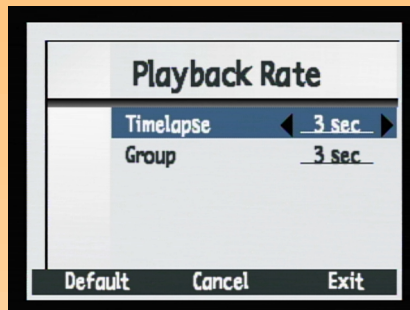 Playback Rate
Timelapse 3 sec
Group 3 sec
Default Cancel Exit